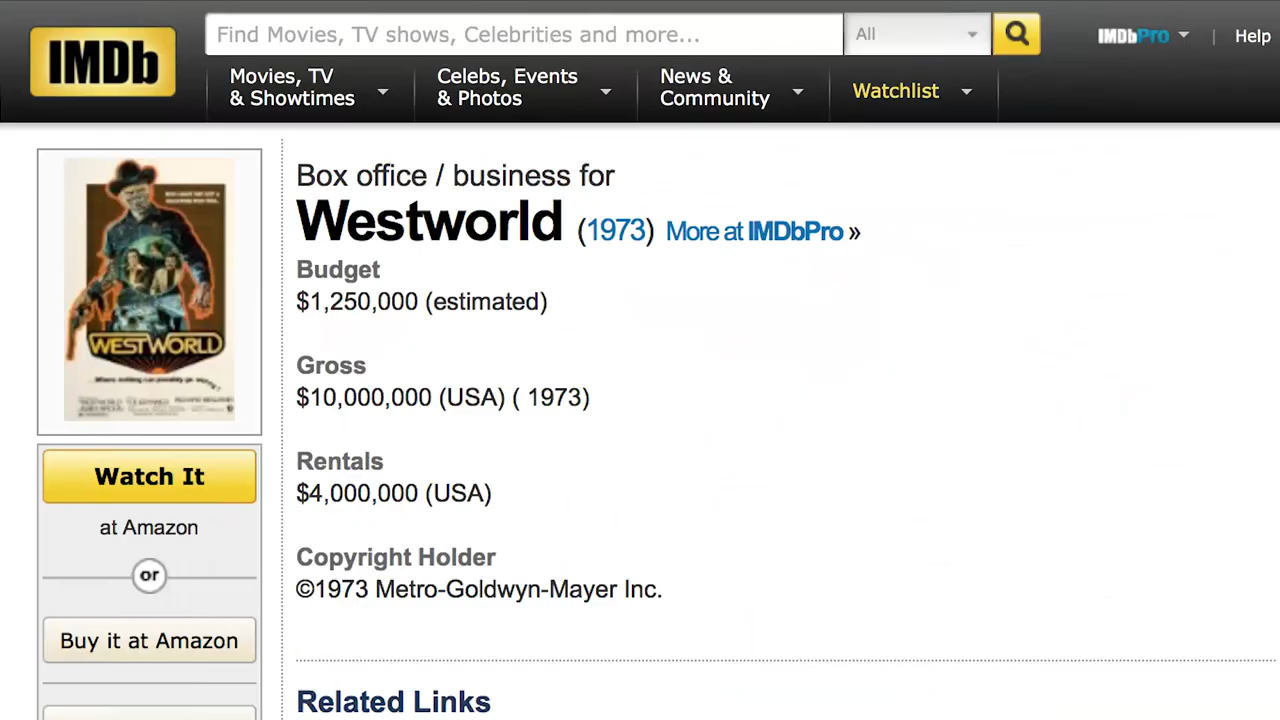 IMDb
Find Movies, TV shows, Celebrities and more...
All
IMDbPro
|
Help
Movies, TV
& Showtimes
Celebs, Events
& Photos
News &
Community
Watchlist
Box office / business for
Westworld (1973) More at IMDbPro »
Budget
$1,250,000 (estimated)
Gross
$10,000,000 (USA) ( 1973)
Rentals
$4,000,000 (USA)
Copyright Holder
©1973 Metro-Goldwyn-Mayer Inc.
Related Links
WESTWORLD
Watch It
at Amazon
or
Buy it at Amazon